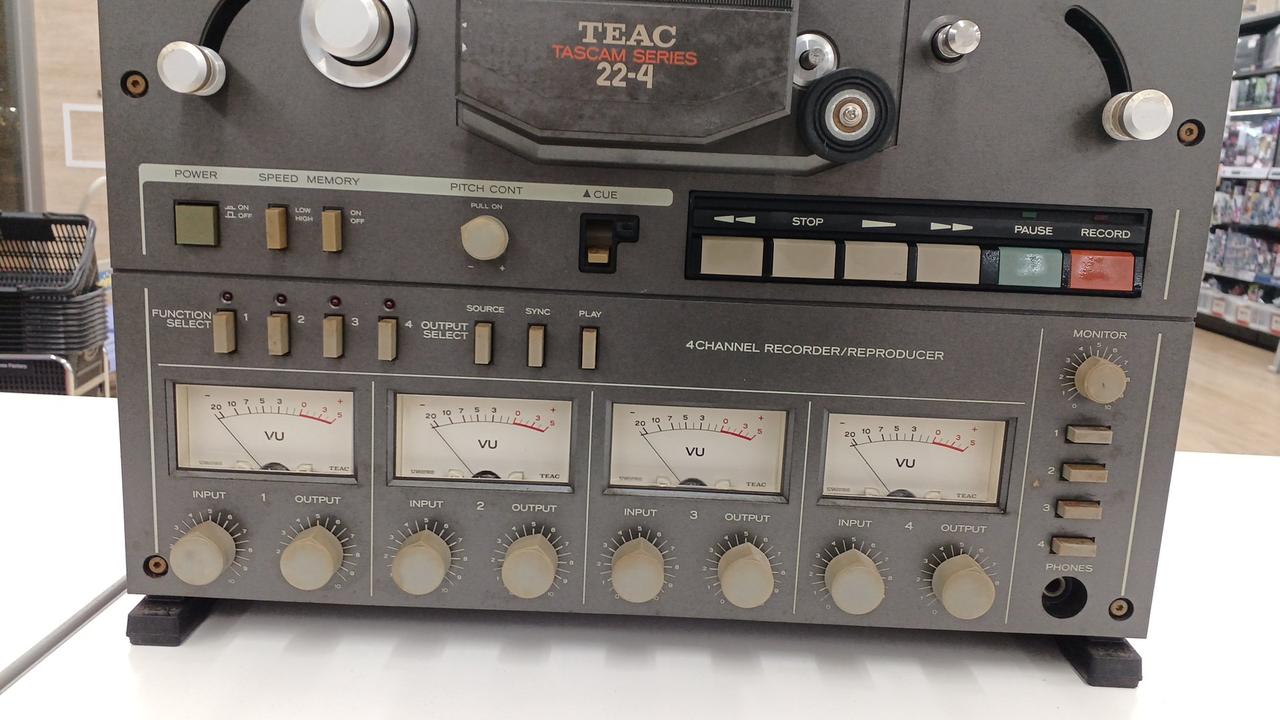 TEAC
TASCAM SERIES
22-4
POWER
ON
OFF
SPEED MEMORY
LOW
HIGH
ON
OFF
PITCH CONT
PULL ON
- +
▲CUE
STOP
PAUSE
RECORD
FUNCTION
SELECT
1
2
3
4
OUTPUT
SELECT
SOURCE
SYNC
PLAY
4CHANNEL RECORDER/REPRODUCER
MONITOR
- 20 10 7 5 3 0 3 5 +
VU
TEAC
- 20 10 7 5 3 0 3 5 +
VU
TEAC
- 20 10 7 5 3 0 3 5 +
VU
TEAC
- 20 10 7 5 3 0 3 5 +
VU
TEAC
INPUT 1 OUTPUT
INPUT 2 OUTPUT
INPUT 3 OUTPUT
INPUT 4 OUTPUT
1
2
3
4
PHONES